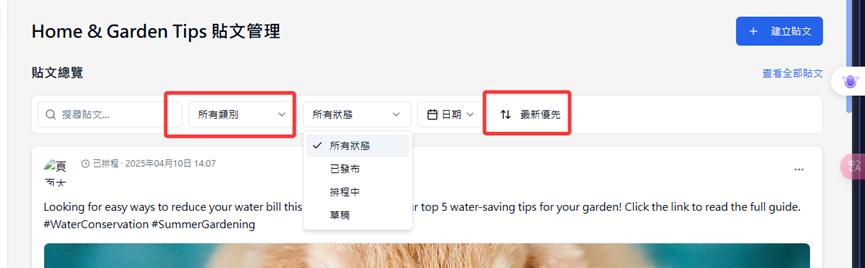 Home & Garden Tips 貼文管理
+ 建立貼文
貼文總覽
查看全部貼文
搜尋貼文...
所有類別
所有狀態
日期
最新優先
所有狀態
已發布
排程中
草稿
頁
已排程 · 2025年04月10日 14:07
Looking for easy ways to reduce your water bill this
ur top 5 water-saving tips for your garden! Click the link to read the full guide.
#WaterConservation #SummerGardening